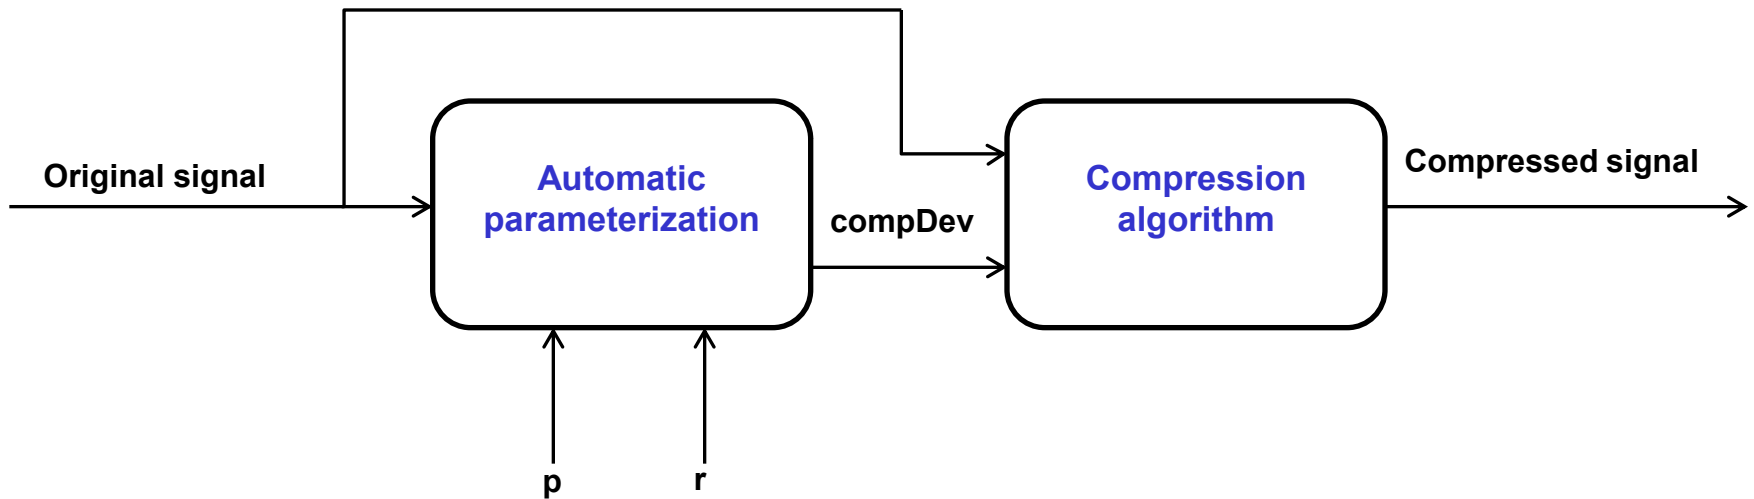 Original signal
Automatic
parameterization
compDev
Compression
algorithm
Compressed signal
p
r